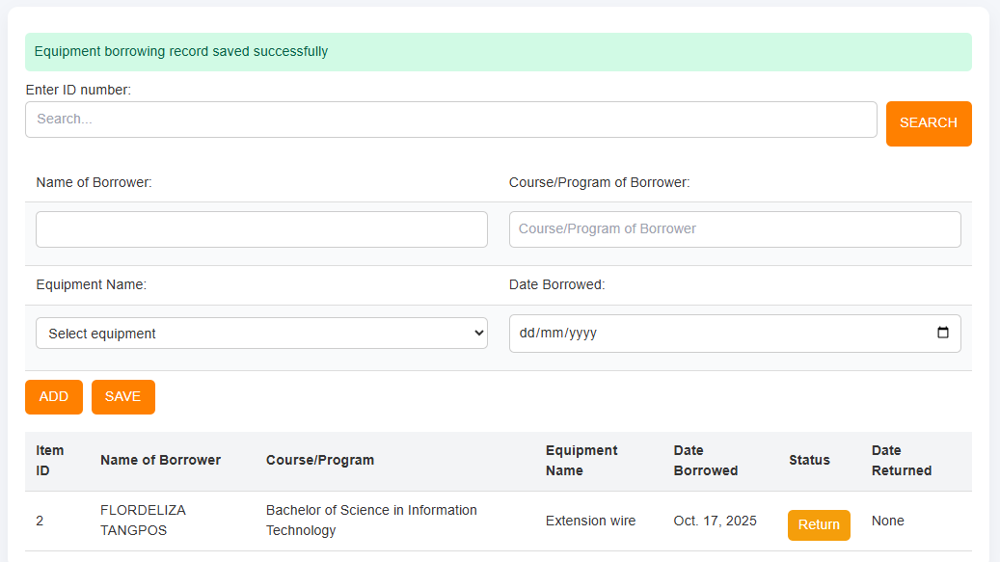 Equipment borrowing record saved successfully
Enter ID number:
Search...
SEARCH
Name of Borrower:
Course/Program of Borrower:
Course/Program of Borrower
Equipment Name:
Date Borrowed:
Select equipment
dd/mm/yyyy
ADD
SAVE
Item ID
Name of Borrower
Course/Program
Equipment Name
Date Borrowed
Status
Date Returned
2
FLORDELIZA TANGPOS
Bachelor of Science in Information Technology
Extension wire
Oct. 17, 2025
Return
None